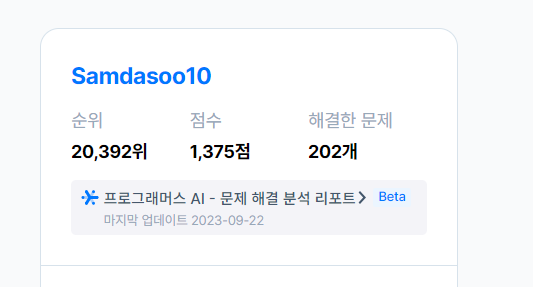 Samdasoo10
순위 점수 해결한 문제
20,392위 1,375점 202개
프로그래머스 AI - 문제 해결 분석 리포트 Beta
마지막 업데이트 2023-09-22